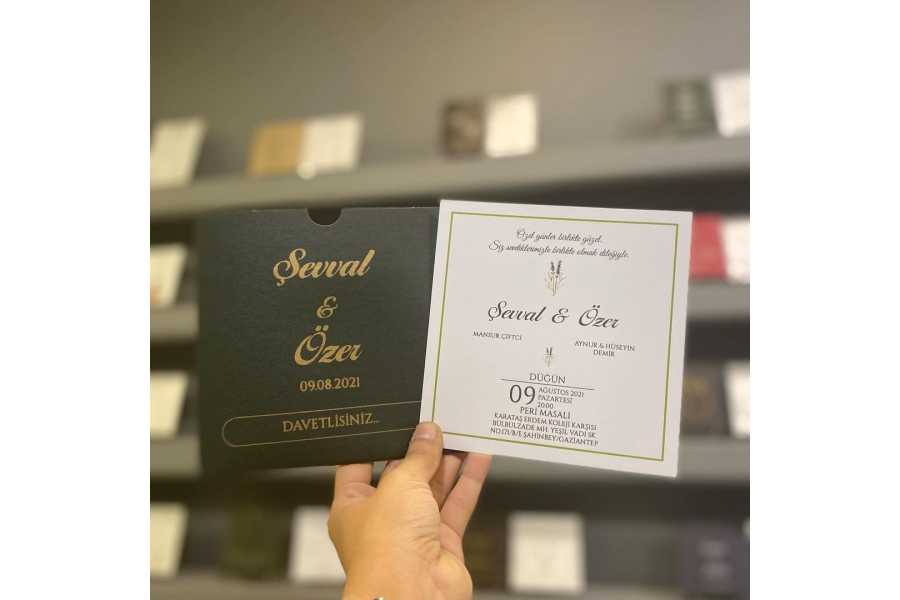 Şevval
&
Özer
09.08.2021
DAVETLİSİNİZ...
Özel günler birlikte güzel..
Siz sevdiklerimizle birlikte olmak dileğiyle.
Şevval & Özer
MANSUR ÇİFTCİ
AYNUR & HÜSEYİN
DEMİR
DÜĞÜN
09
AĞUSTOS 2021
PAZARTESİ
20:00
PERİ MASALI
KARATAŞ ERDEM KOLEJİ KARŞISI
BÜLBÜLZADE MH. YEŞİL VADİ SK.
NO:171/B/E ŞAHİNBEY/GAZİANTEP